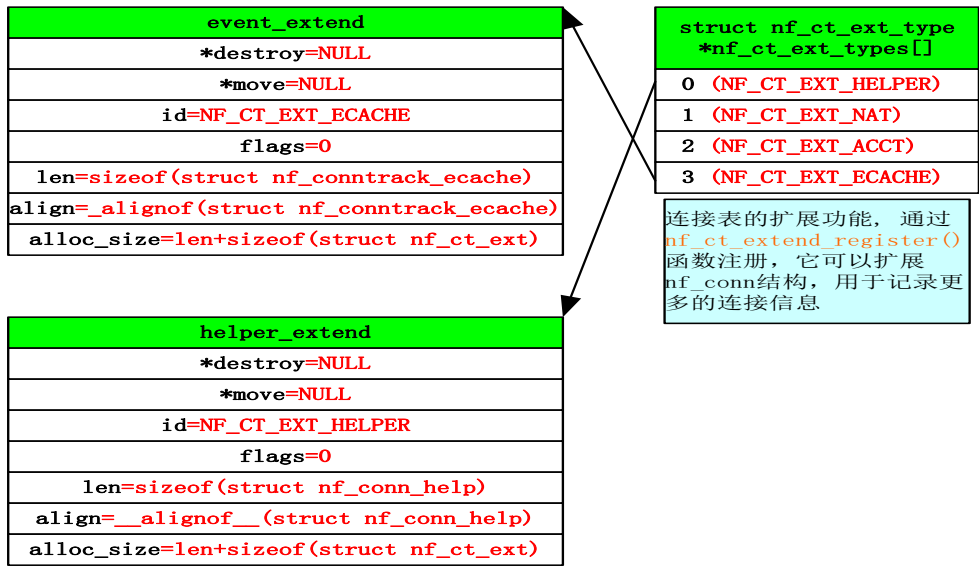 event_extend
*destroy=NULL
*move=NULL
id=NF_CT_EXT_ECACHE
flags=0
len=sizeof(struct nf_conntrack_ecache)
align=_alignof(struct nf_conntrack_ecache)
alloc_size=len+sizeof(struct nf_ct_ext)
struct nf_ct_ext_type
*nf_ct_ext_types[]
0 (NF_CT_EXT_HELPER)
1 (NF_CT_EXT_NAT)
2 (NF_CT_EXT_ACCT)
3 (NF_CT_EXT_ECACHE)
连接表的扩展功能, 通过
nf_ct_extend_register()
函数注册, 它可以扩展
nf_conn结构, 用于记录更
多的连接信息
helper_extend
*destroy=NULL
*move=NULL
id=NF_CT_EXT_HELPER
flags=0
len=sizeof(struct nf_conn_help)
align=__alignof__(struct nf_conn_help)
alloc_size=len+sizeof(struct nf_ct_ext)